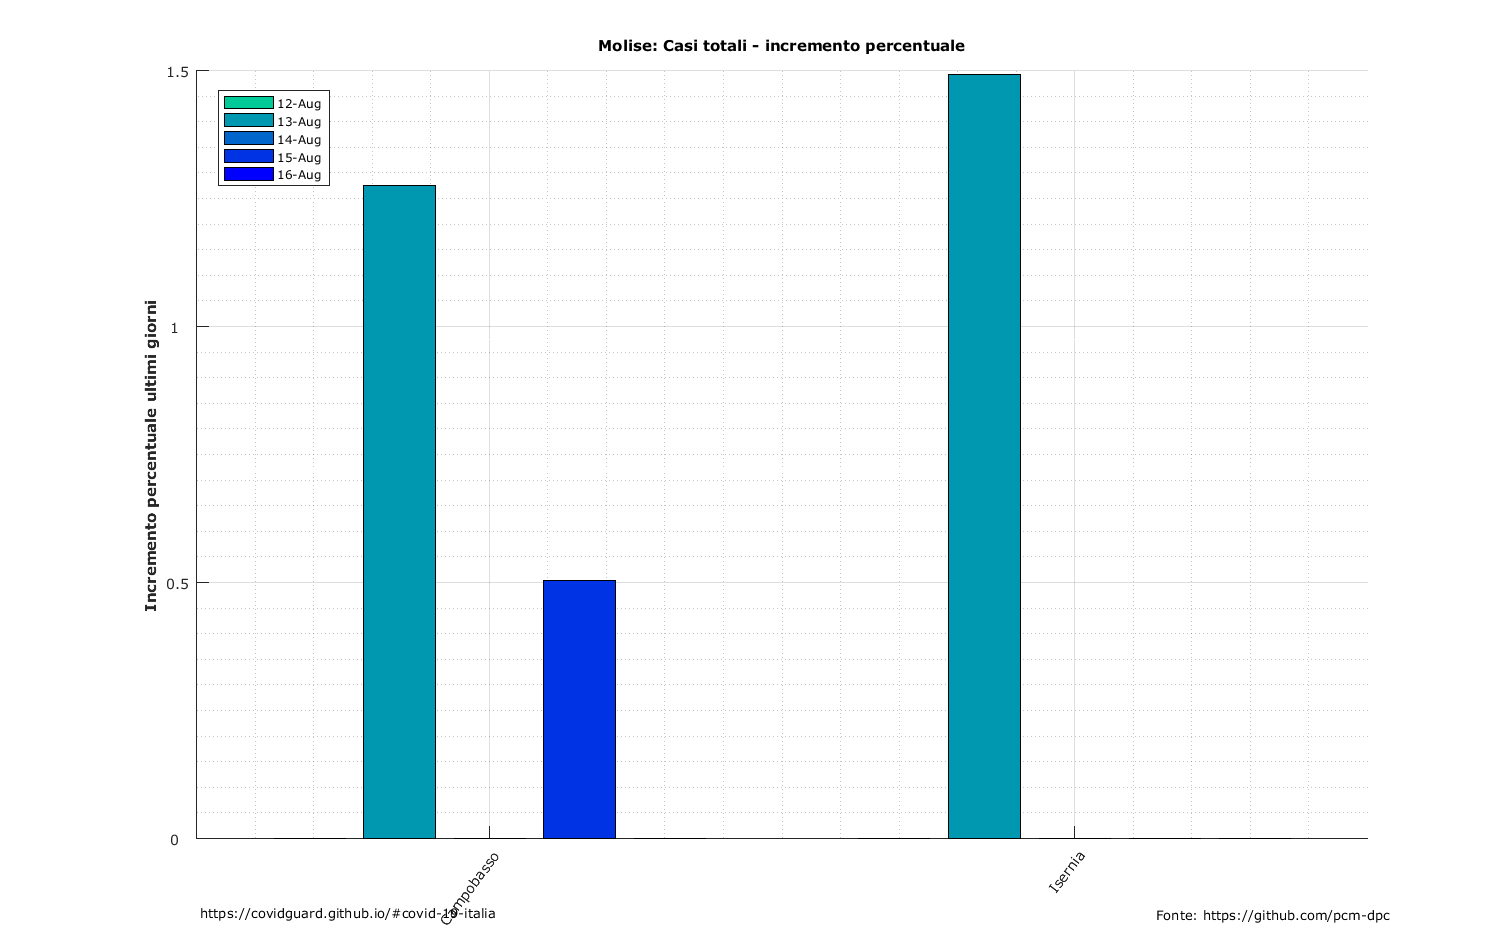 Molise: Casi totali - incremento percentuale
1.5
1
0.5
0
Incremento percentuale ultimi giorni
12-Aug
13-Aug
14-Aug
15-Aug
16-Aug
Campobasso
Isernia
https://covidguard.github.io/#covid-19-italia
Fonte: https://github.com/pcm-dpc